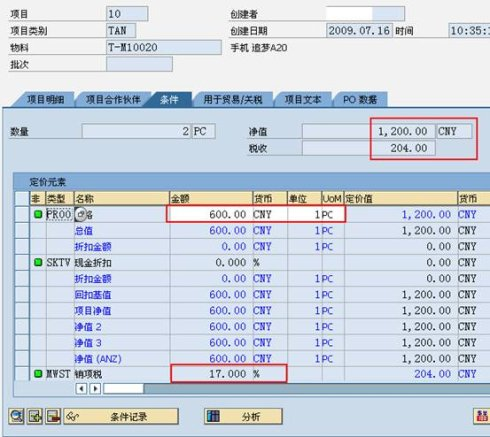 项目 10 创建者
项目类别 TAN 创建日期 2009.07.16 时间 10:35:1
物料 T-M10020 手机 追梦A20
批次
项目明细 项目合作伙伴 条件 用于贸易/关税 项目文本 PO 数据
数量 2 PC 净值 1,200.00 CNY
税收 204.00
定价元素
非 类型 名称 金额 货币 单位 UoM 定价值 货币
PR00 格 600.00 CNY 1 PC 1,200.00 CNY
总值 600.00 CNY 1 PC 1,200.00 CNY
折扣金额 0.00 CNY 1 PC 0.00 CNY
SKTV 现金折扣 0.000 % 0.00 CNY
折扣金额 0.00 CNY 1 PC 0.00 CNY
回扣基值 600.00 CNY 1 PC 1,200.00 CNY
项目净值 600.00 CNY 1 PC 1,200.00 CNY
净值 2 600.00 CNY 1 PC 1,200.00 CNY
净值 3 600.00 CNY 1 PC 1,200.00 CNY
净值 (ANZ) 600.00 CNY 1 PC 1,200.00 CNY
MWST 销项税 17.000 % 204.00 CNY
条件记录 分析